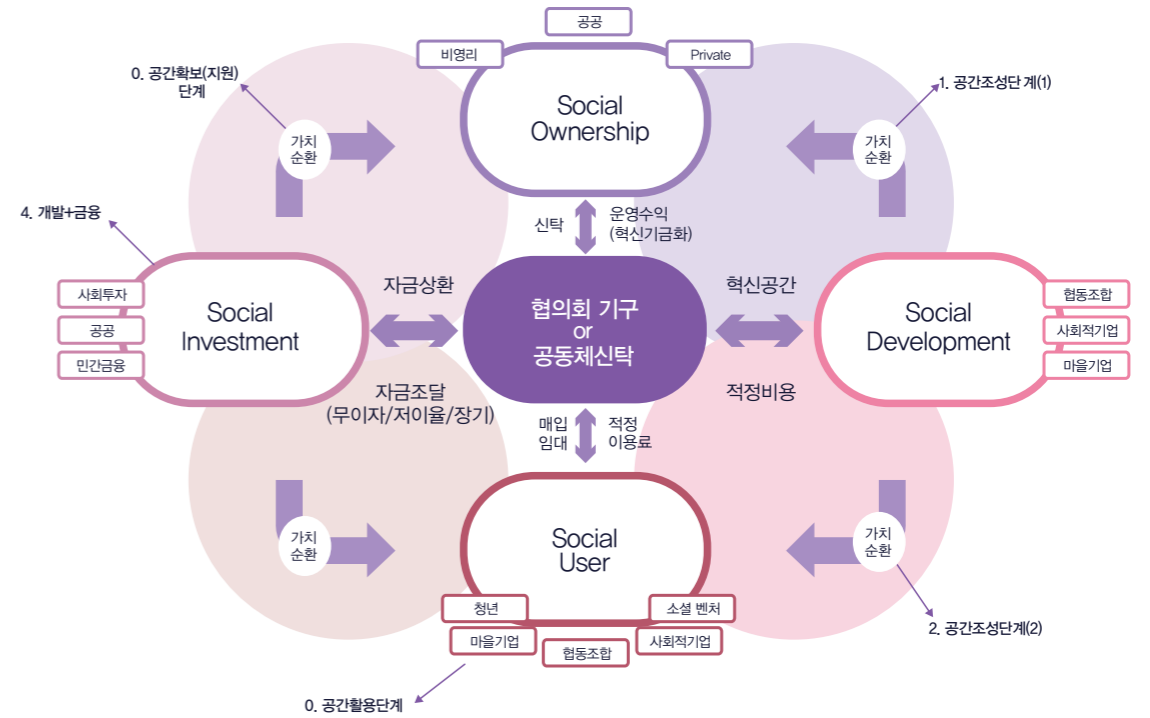 공공
비영리
Private
0. 공간확보(지원)
단계
1. 공간조성단 계(1)
Social
Ownership
가치
순환
가치
순환
4. 개발+금융
신탁
운영수익
(혁신기금화)
사회투자
공공
민간금융
Social
Investment
자금상환
자금조달
(무이자/저이율/장기)
협의회 기구
or
공동체신탁
혁신공간
적정비용
Social
Development
협동조합
사회적기업
마을기업
매입
임대
적정
이용료
가치
순환
Social
User
가치
순환
청년
소셜 벤처
마을기업
협동조합
사회적기업
2. 공간조성단계(2)
0. 공간활용단계